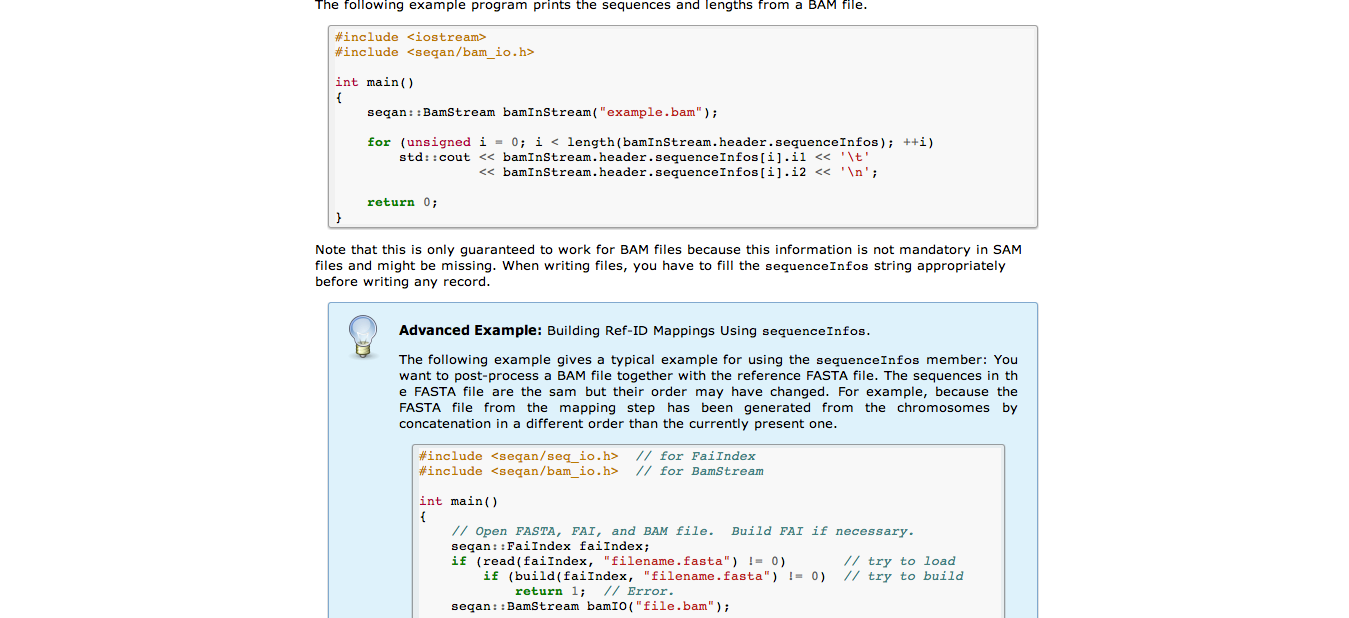 The following example program prints the sequences and lengths from a BAM file.
#include <iostream>
#include <seqan/bam_io.h>
int main()
{
    seqan::BamStream bamInStream("example.bam");
    for (unsigned i = 0; i < length(bamInStream.header.sequenceInfos); ++i)
        std::cout << bamInStream.header.sequenceInfos[i].i1 << '\t'
                  << bamInStream.header.sequenceInfos[i].i2 << '\n';
    return 0;
}
Note that this is only guaranteed to work for BAM files because this information is not mandatory in SAM
files and might be missing. When writing files, you have to fill the sequenceInfos string appropriately
before writing any record.
Advanced Example: Building Ref-ID Mappings Using sequenceInfos.
The following example gives a typical example for using the sequenceInfos member: You
want to post-process a BAM file together with the reference FASTA file. The sequences in th
e FASTA file are the sam but their order may have changed. For example, because the
FASTA file from the mapping step has been generated from the chromosomes by
concatenation in a different order than the currently present one.
#include <seqan/seq_io.h>  // for FaiIndex
#include <seqan/bam_io.h>  // for BamStream
int main()
{
    // Open FASTA, FAI, and BAM file.  Build FAI if necessary.
    seqan::FaiIndex faiIndex;
    if (read(faiIndex, "filename.fasta") != 0)       // try to load
        if (build(faiIndex, "filename.fasta") != 0)  // try to build
            return 1;  // Error.
    seqan::BamStream bamIO("file.bam");